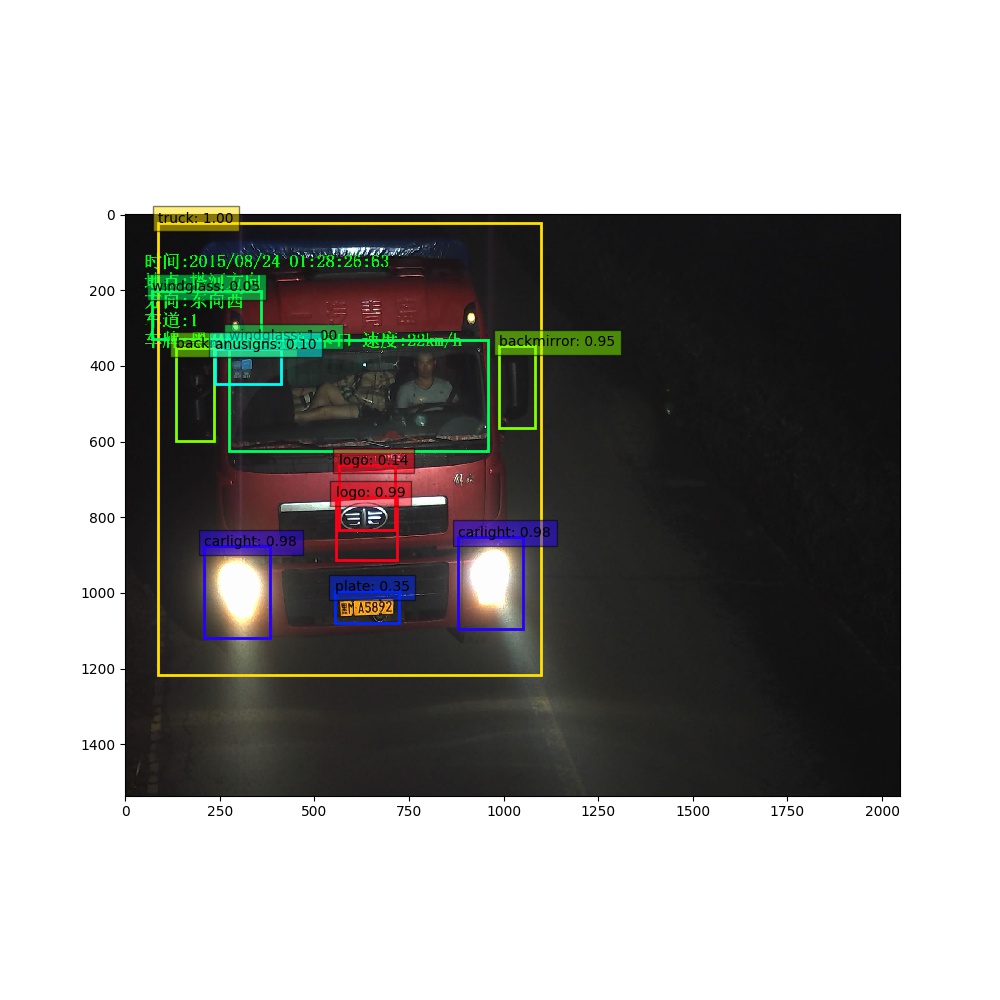 truck: 1.00
时间:2015/08/24 01:28:26:63
windglass: 0.05
方向:东向西
车道:1
windglass: 1.00
速度:22km/h
back
anusigns: 0.10
backmirror: 0.95
logo: 0.14
logo: 0.99
carlight: 0.98
carlight: 0.98
plate: 0.35
A5892
0
200
400
600
800
1000
1200
1400
0
250
500
750
1000
1250
1500
1750
2000